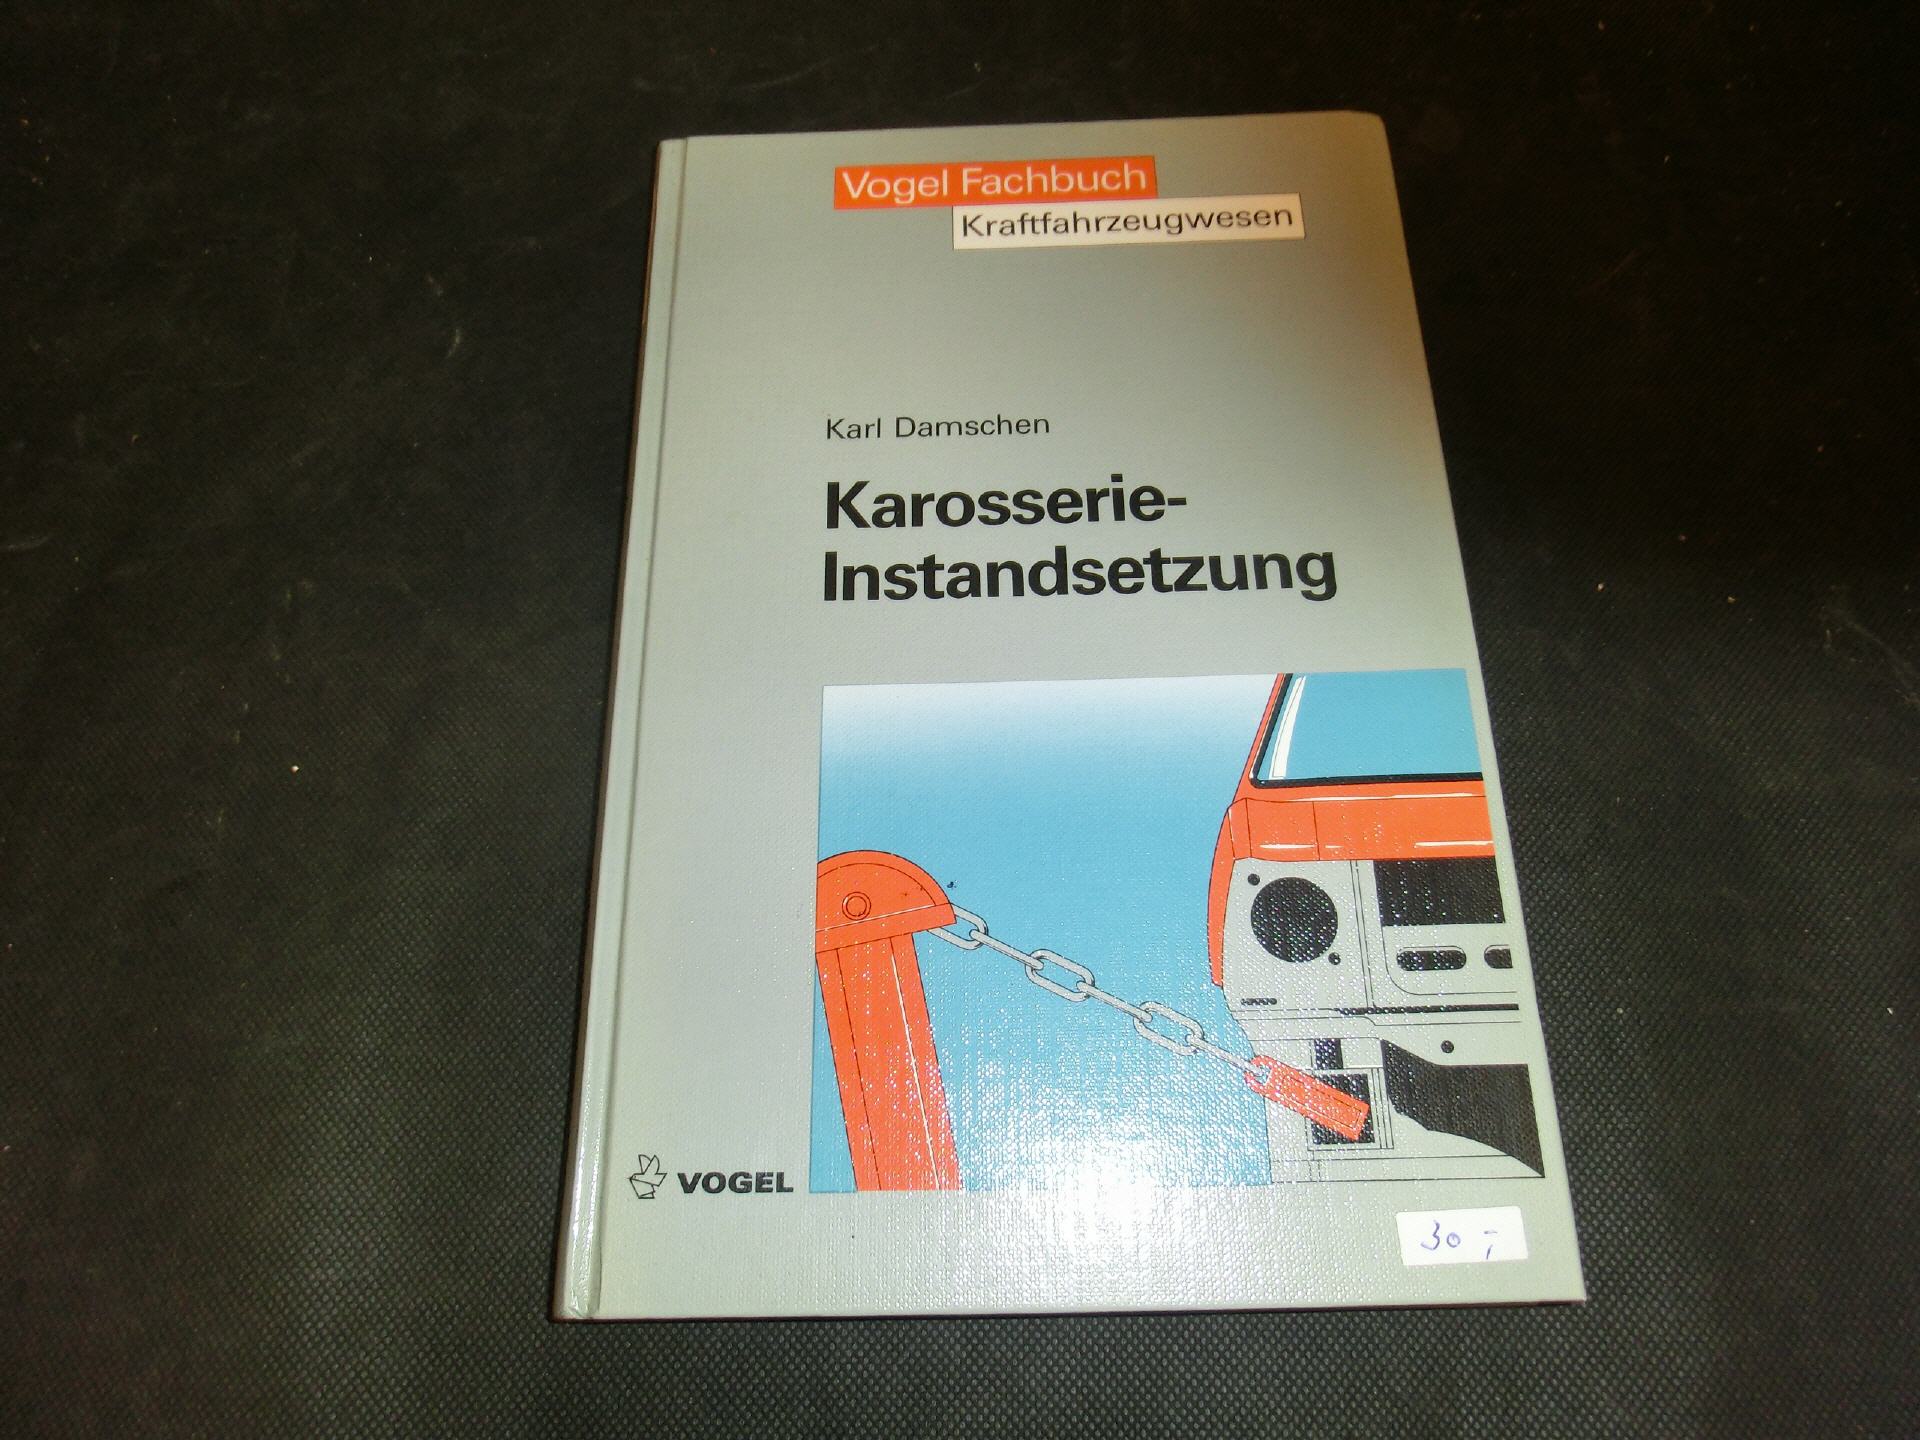 Vogel Fachbuch
Kraftfahrzeugwesen
Karl Damschen
Karosserie-
Instandsetzung
VOGEL
30,-